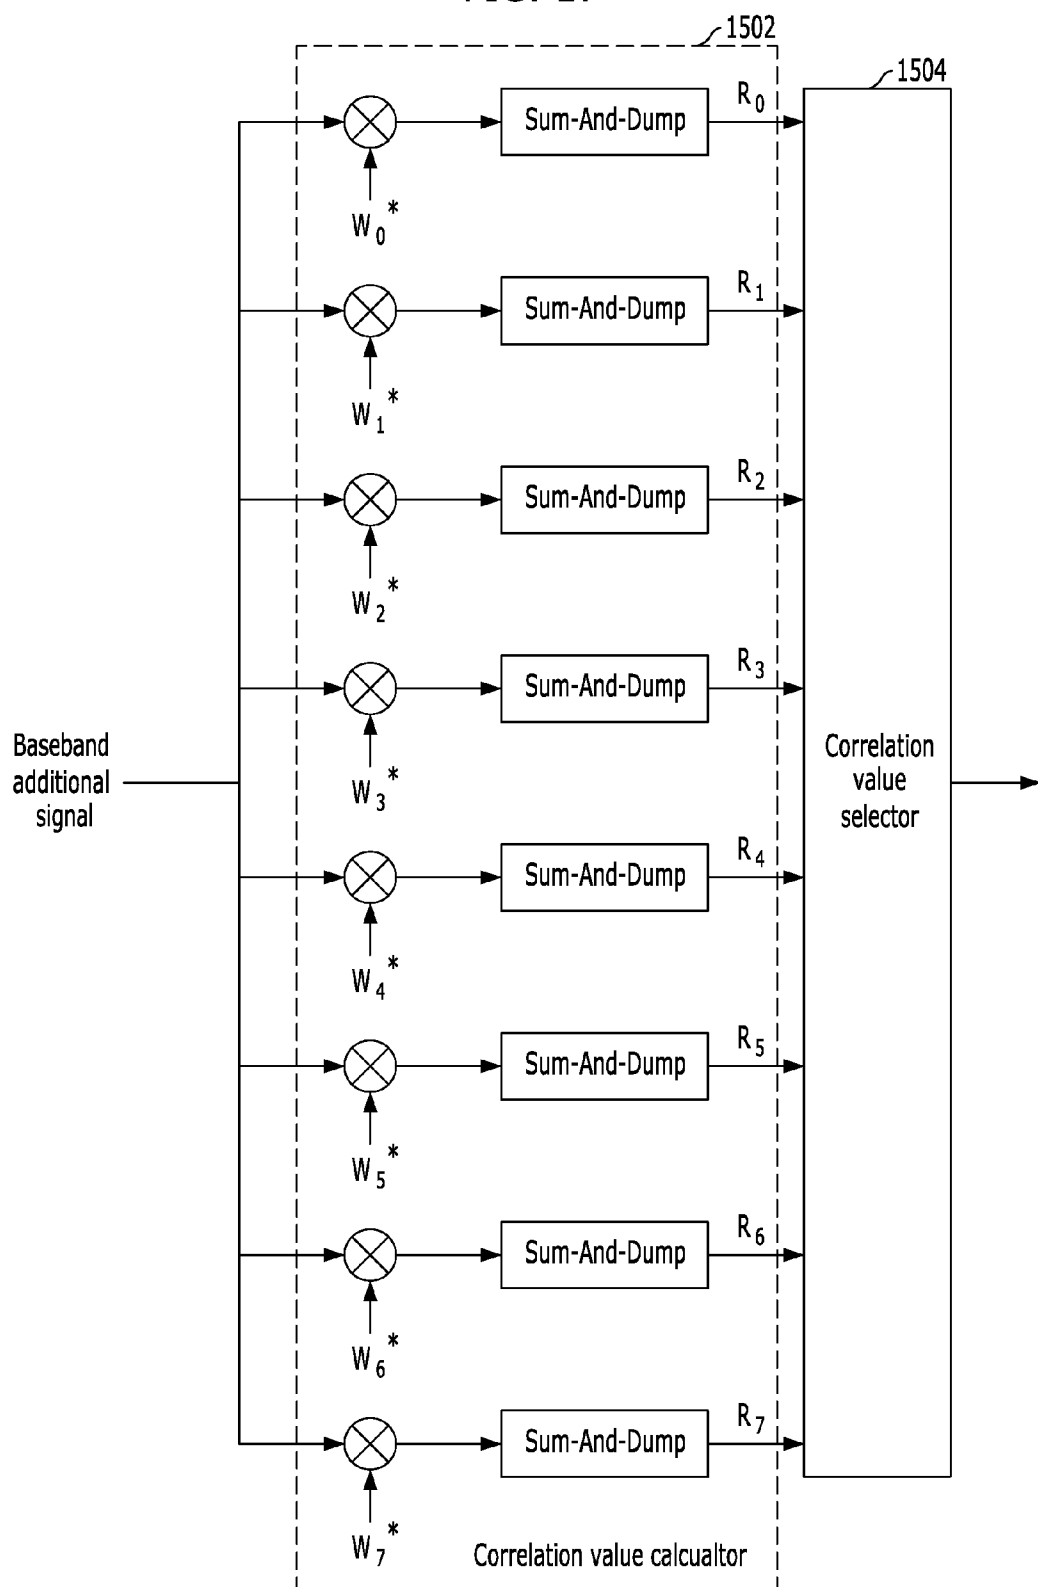 1502
1504
R0
Sum-And-Dump
W0*
R1
Sum-And-Dump
W1*
R2
Sum-And-Dump
W2*
R3
Sum-And-Dump
W3*
Baseband
additional
signal
Correlation
value
selector
R4
Sum-And-Dump
W4*
R5
Sum-And-Dump
W5*
R6
Sum-And-Dump
W6*
R7
Sum-And-Dump
W7*
Correlation value calcualtor